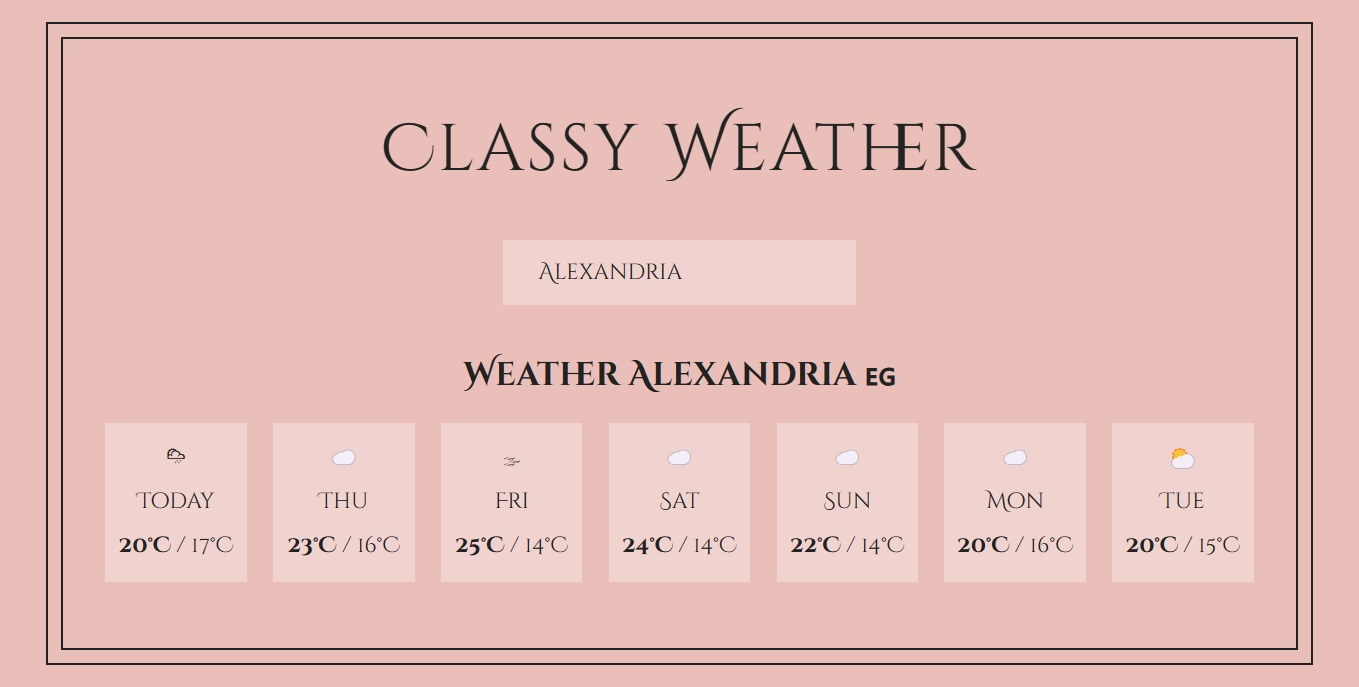 Classy Weather
Alexandria
Weather Alexandria EG
Today
20°C / 17°C
Thu
23°C / 16°C
Fri
25°C / 14°C
Sat
24°C / 14°C
Sun
22°C / 14°C
Mon
20°C / 16°C
Tue
20°C / 15°C